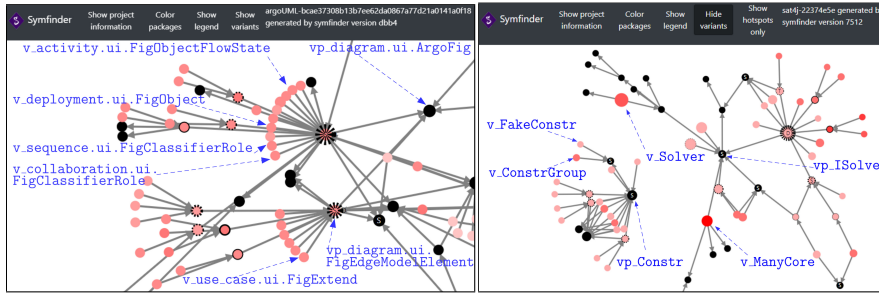 Symfinder
Show project information
Color packages
Show legend
Show variants
argoUML-bcae37308b13b7ee62da0867a77d21a0141a0f18
generated by symfinder version dbb4
v_activity.ui.FigObjectFlowState
vp_diagram.ui.ArgoFig
v_deployment.ui.FigObject
v_sequence.ui.FigClassifierRole
v_collaboration.ui.
FigClassifierRole
S
vp_diagram.ui.
FigEdgeModelElement
v_use_case.ui.FigExtend
Symfinder
Show project information
Color packages
Show legend
Hide variants
Show hotspots only
sat4j-22374e5e generated b
symfinder version 7512
S
v_FakeConstr
v_Solver
S
S
v_ConstrGroup
vp_ISolve
S
S
vp_Constr
v_ManyCore
S